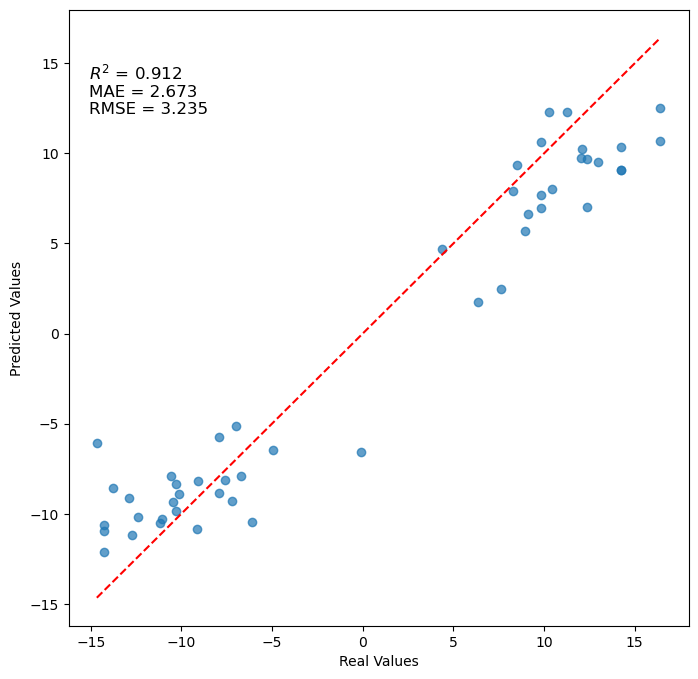 R² = 0.912
MAE = 2.673
RMSE = 3.235
15
10
5
0
−5
−10
−15
Predicted Values
−15 −10 −5 0 5 10 15
Real Values